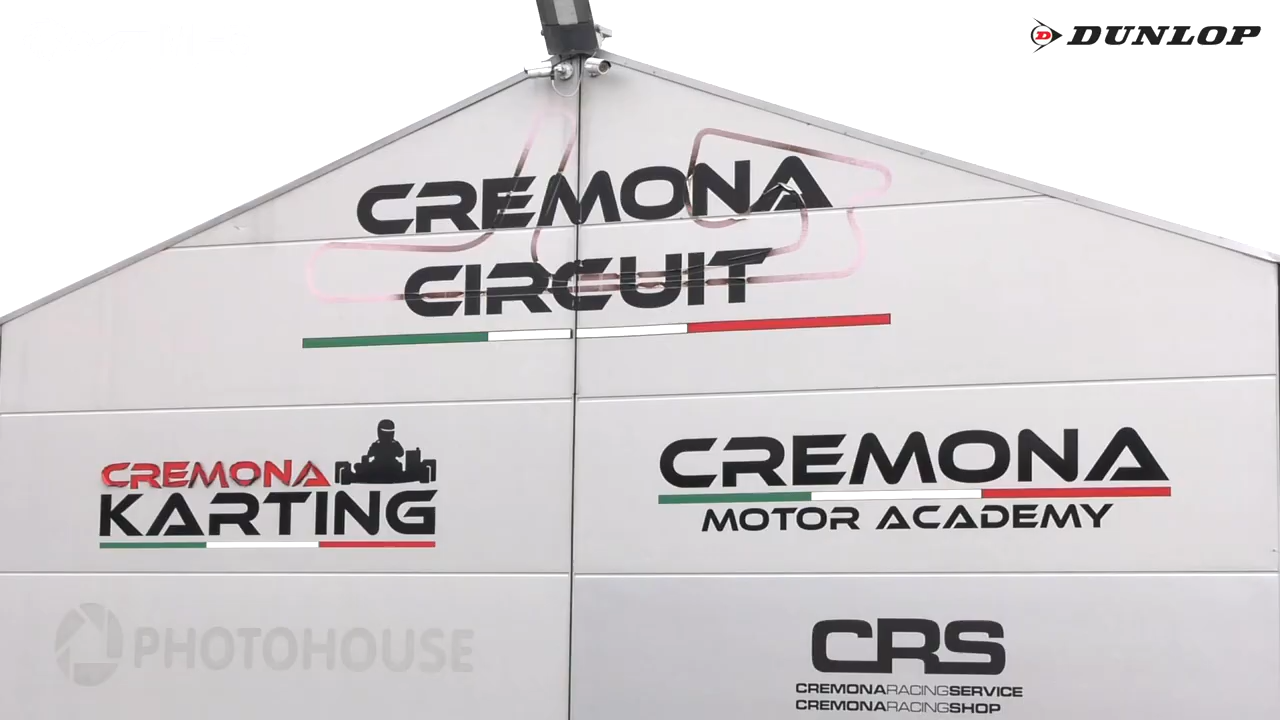 DUNLOP
CREMONA
CIRCUIT
CREMONA
KARTING
CREMONA
MOTOR ACADEMY
PHOTOHOUSE
CRS
CREMONARACINGSERVICE
CREMONARACINGSHOP